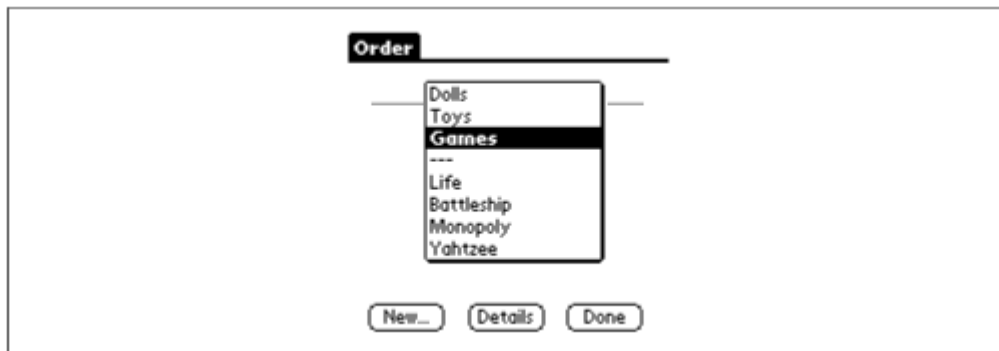 Order
Dolls
Toys
Games
---
Life
Battleship
Monopoly
Yahtzee
New... Details Done